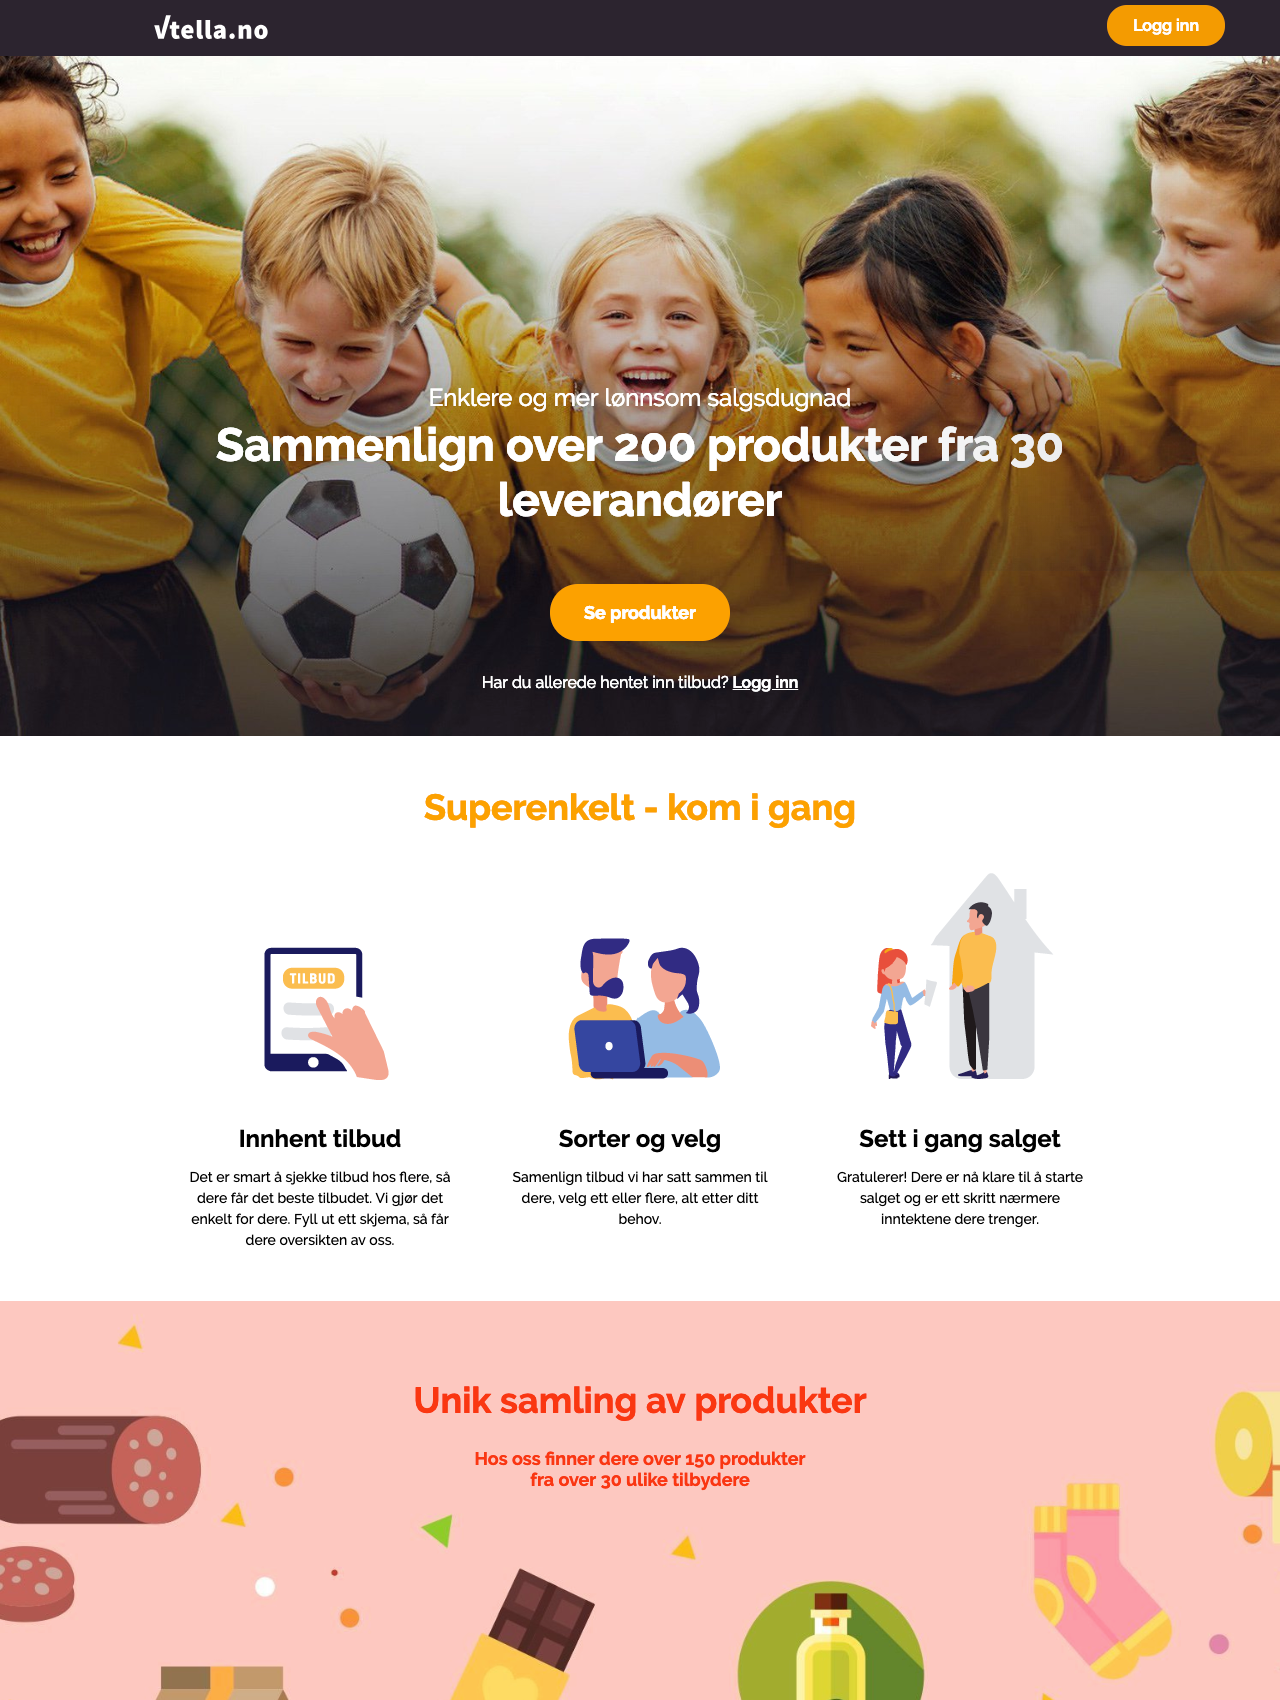 √tella.no
Logg inn
Enklere og mer lønnsom salgsdugnad
Sammenlign over 200 produkter fra 30
leverandører
Se produkter
Har du allerede hentet inn tilbud? Logg inn
Superenkelt - kom i gang
TILBUD
Innhent tilbud
Det er smart å sjekke tilbud hos flere, så
dere får det beste tilbudet. Vi gjør det
enkelt for dere. Fyll ut ett skjema, så får
dere oversikten av oss.
Sorter og velg
Samenlign tilbud vi har satt sammen til
dere, velg ett eller flere, alt etter ditt
behov.
Sett i gang salget
Gratulerer! Dere er nå klare til å starte
salget og er ett skritt nærmere
inntektene dere trenger.
Unik samling av produkter
Hos oss finner dere over 150 produkter
fra over 30 ulike tilbydere